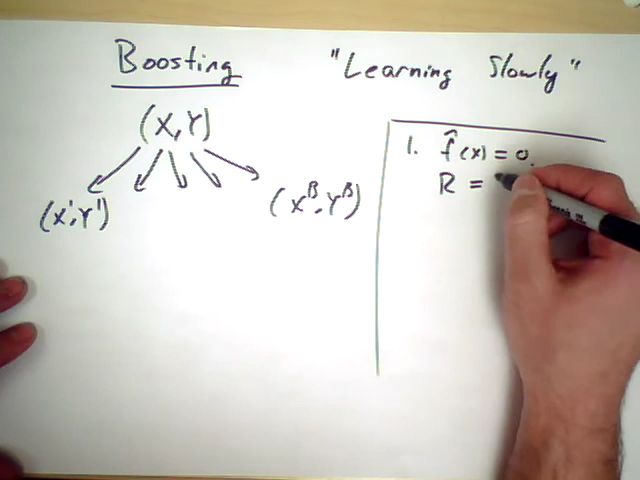 Boosting
"Learning Slowly"
(X,Y)
(X¹,Y¹)
(X^B,Y^B)
1. f̂(x) = 0.
R =